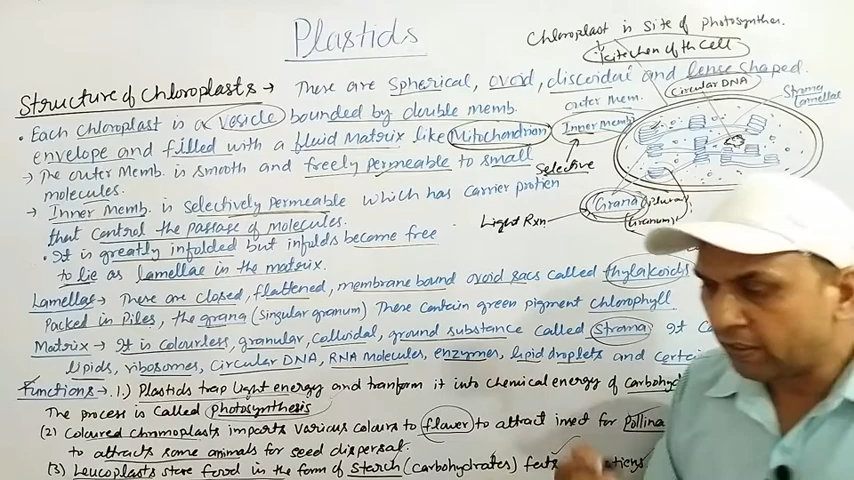 Plastids
Chloroplast is site of photosynthes.
kitchen of the cell
Structure of Chloroplasts → These are Spherical, ovoid, discoidal and lense shaped.
Circular DNA
Stroma lamellae
outer mem.
Inner memb
Selective
Grana (plural)
(Granum)
Light Rxn
• Each Chloroplast is a vesicle bounded by double memb.
envelope and filled with a fluid matrix like Mitochondrian
→ The outer Memb. is smooth and freely permeable to small
molecules.
→ Inner Memb. is selectively permeable which has carrier protien
that control the passage of molecules.
• It is greatly infolded but infolds become free
to lie as lamellae in the matrix.
Lamellae → These are closed, flattened, membrane bound ovoid sacs called thylakoids
Packed in Piles, the grana (singular granum) These contain green pigment chlorophyll
Matrix → It is colourless, granular, colloidal, ground substance called Stroma. It
lipids, ribosomes, circular DNA, RNA molecules, enzymes, lipid droplets and
Functions → 1.) Plastids trap light energy and tranform it into chemical energy of
The process is called photosynthesis
(2) Coloured chromoplasts imparts various colours to flower to attract insect for
to attracts some animals for seed dispersal.
(3) Leucoplasts store food in the form of starch (carbohydrates)